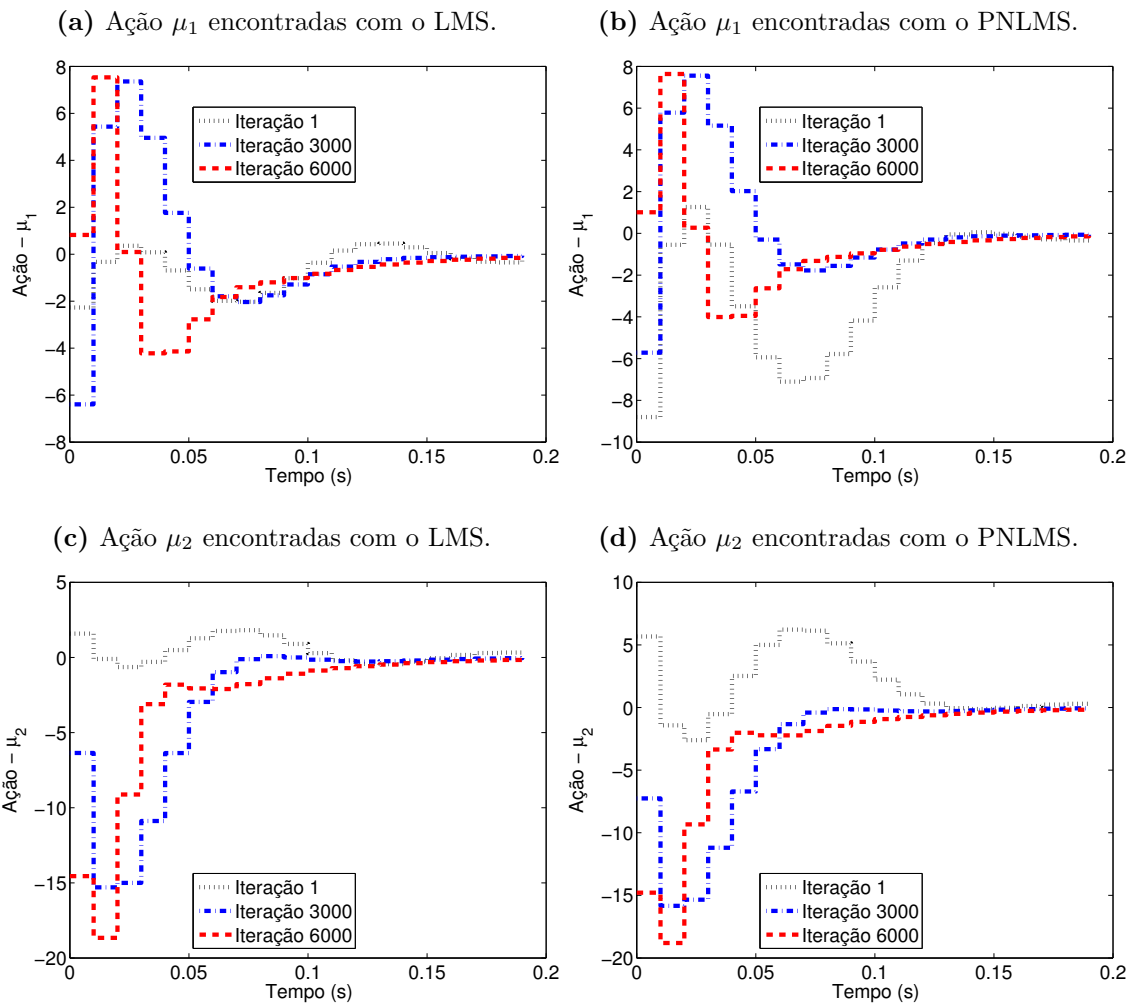 (a) Ação μ1 encontradas com o LMS.
8
6
4
2
0
−2
−4
−6
−8
0
0.05
0.1
0.15
0.2
Ação − μ1
Tempo (s)
Iteração 1
Iteração 3000
Iteração 6000
(b) Ação μ1 encontradas com o PNLMS.
8
6
4
2
0
−2
−4
−6
−8
−10
0
0.05
0.1
0.15
0.2
Ação − μ1
Tempo (s)
Iteração 1
Iteração 3000
Iteração 6000
(c) Ação μ2 encontradas com o LMS.
5
0
−5
−10
−15
−20
0
0.05
0.1
0.15
0.2
Ação − μ2
Tempo (s)
Iteração 1
Iteração 3000
Iteração 6000
(d) Ação μ2 encontradas com o PNLMS.
10
5
0
−5
−10
−15
−20
0
0.05
0.1
0.15
0.2
Ação − μ2
Tempo (s)
Iteração 1
Iteração 3000
Iteração 6000